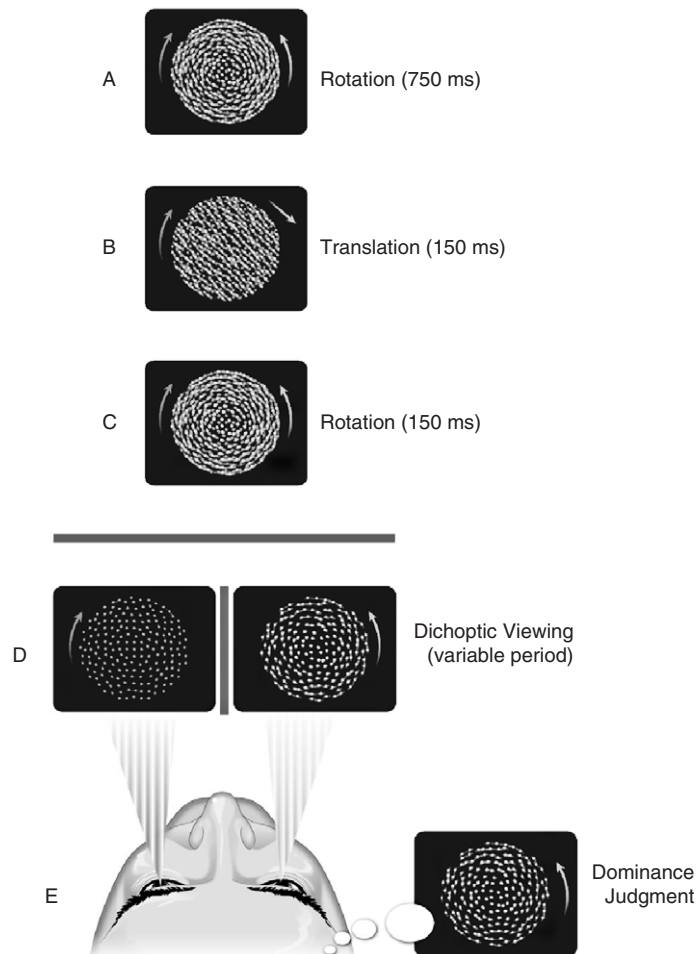 A
Rotation (750 ms)
B
Translation (150 ms)
C
Rotation (150 ms)
D
Dichoptic Viewing
(variable period)
E
Dominance
Judgment